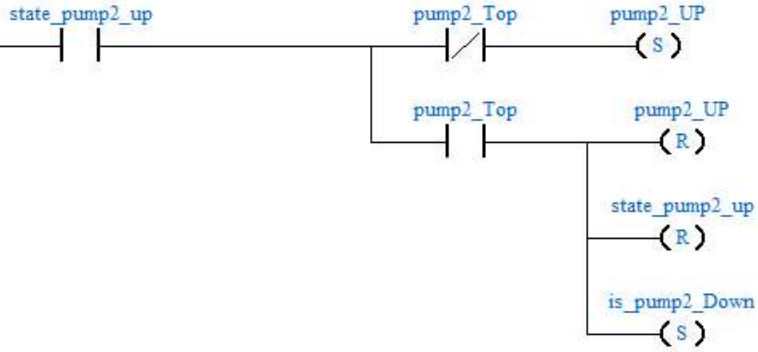 state_pump2_up pump2_Top pump2_UP
S
pump2_Top pump2_UP
R
state_pump2_up
R
is_pump2_Down
S